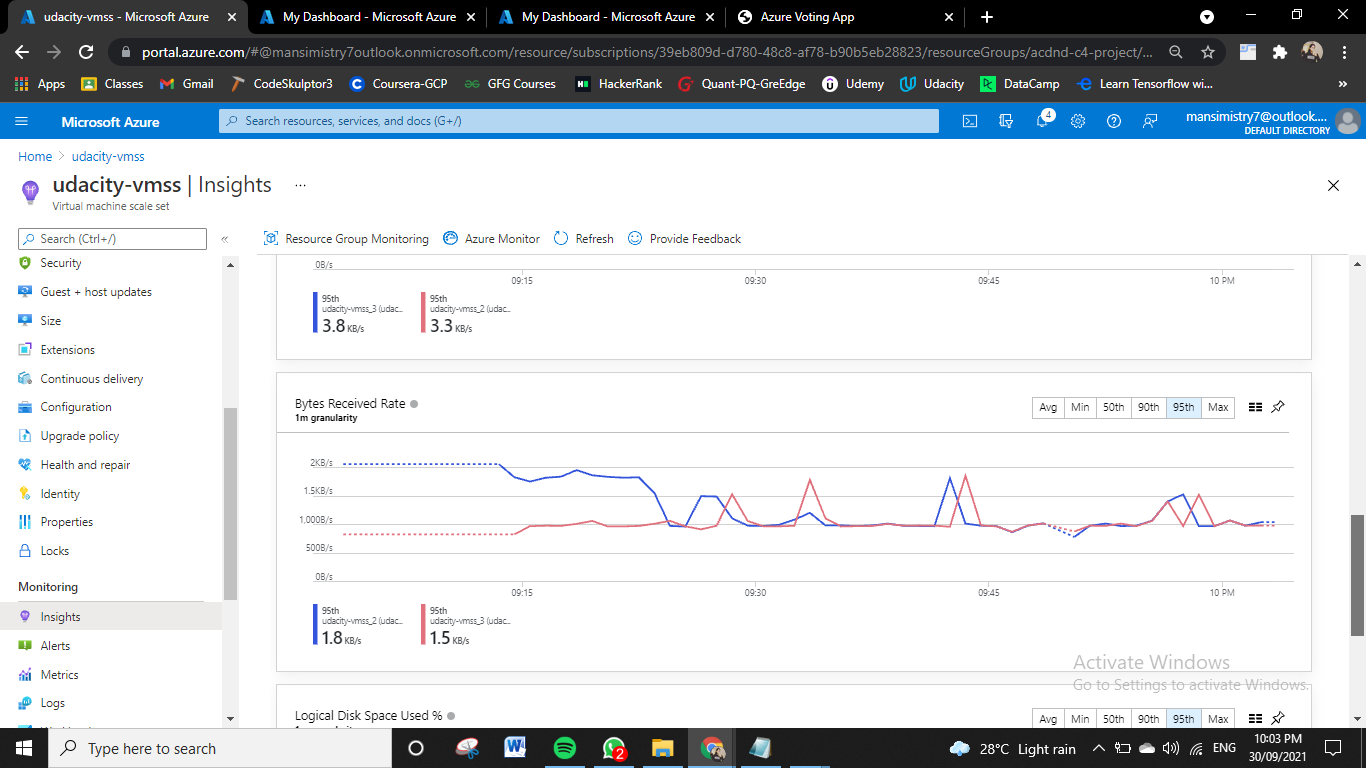 udacity-vmss - Microsoft Azure
My Dashboard - Microsoft Azure
My Dashboard - Microsoft Azure
Azure Voting App
portal.azure.com/#@mansimistry7outlook.onmicrosoft.com/resource/subscriptions/39eb809d-d780-48c8-af78-b90b5eb28823/resourceGroups/acdnd-c4-project/...
Apps
Classes
Gmail
CodeSkulptor3
Coursera-GCP
GFG Courses
HackerRank
Quant-PQ-GreEdge
Udemy
Udacity
DataCamp
Learn Tensorflow wi...
Microsoft Azure
Search resources, services, and docs (G+/)
4
mansimistry7@outlook....
DEFAULT DIRECTORY
Home > udacity-vmss
udacity-vmss | Insights ...
Virtual machine scale set
Search (Ctrl+/)
«
Resource Group Monitoring
Azure Monitor
Refresh
Provide Feedback
Security
Guest + host updates
Size
Extensions
Continuous delivery
Configuration
Upgrade policy
Health and repair
Identity
Properties
Locks
Monitoring
Insights
Alerts
Metrics
Logs
0B/s
09:15
09:30
09:45
10 PM
95th
udacity-vmss_3 (udac...
3.8 KB/s
95th
udacity-vmss_2 (udac...
3.3 KB/s
Bytes Received Rate
1m granularity
Avg
Min
50th
90th
95th
Max
2KB/s
1.5KB/s
1,000B/s
500B/s
0B/s
09:15
09:30
09:45
10 PM
95th
udacity-vmss_2 (udac...
1.8 KB/s
95th
udacity-vmss_3 (udac...
1.5 KB/s
Logical Disk Space Used %
Avg
Min
50th
90th
95th
Max
Activate Windows
Go to Settings to activate Windows.
Type here to search
2
28°C Light rain
ENG
10:03 PM
30/09/2021